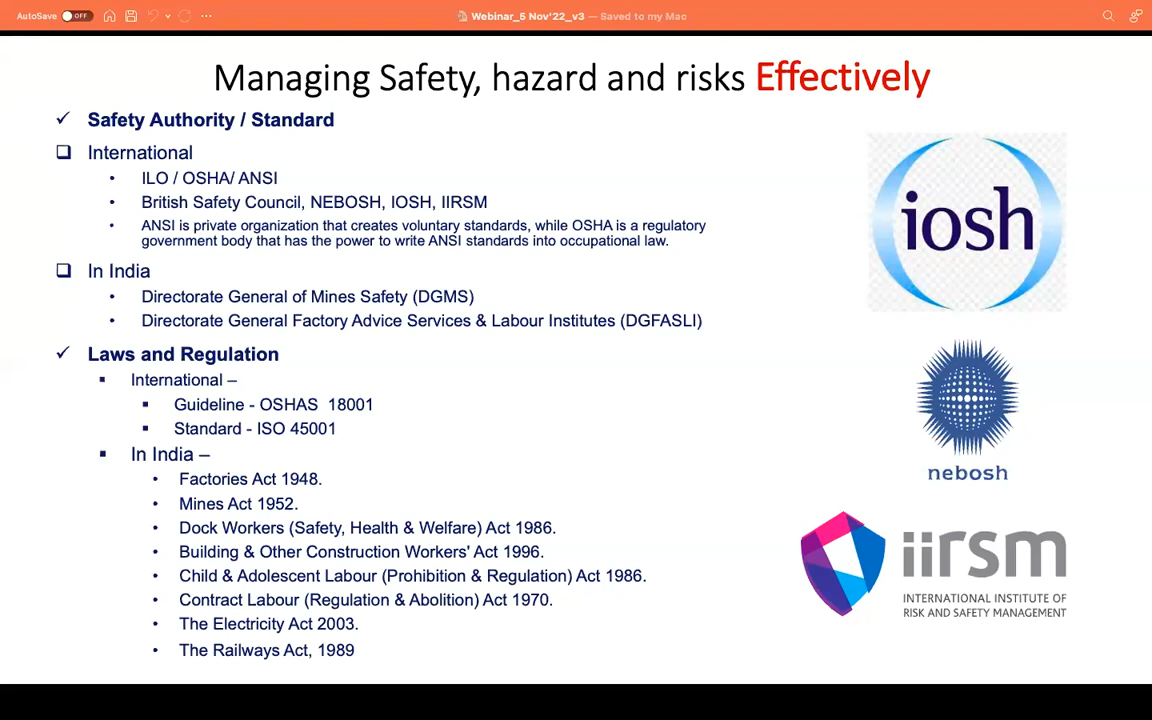 AutoSave OFF Webinar_5 Nov'22_v3 — Saved to my Mac
Managing Safety, hazard and risks Effectively
Safety Authority / Standard
International
ILO / OSHA/ ANSI
British Safety Council, NEBOSH, IOSH, IIRSM
ANSI is private organization that creates voluntary standards, while OSHA is a regulatory
government body that has the power to write ANSI standards into occupational law.
In India
Directorate General of Mines Safety (DGMS)
Directorate General Factory Advice Services & Labour Institutes (DGFASLI)
Laws and Regulation
International –
Guideline - OSHAS 18001
Standard - ISO 45001
In India –
Factories Act 1948.
Mines Act 1952.
Dock Workers (Safety, Health & Welfare) Act 1986.
Building & Other Construction Workers' Act 1996.
Child & Adolescent Labour (Prohibition & Regulation) Act 1986.
Contract Labour (Regulation & Abolition) Act 1970.
The Electricity Act 2003.
The Railways Act, 1989
iosh
nebosh
iirsm
INTERNATIONAL INSTITUTE OF
RISK AND SAFETY MANAGEMENT